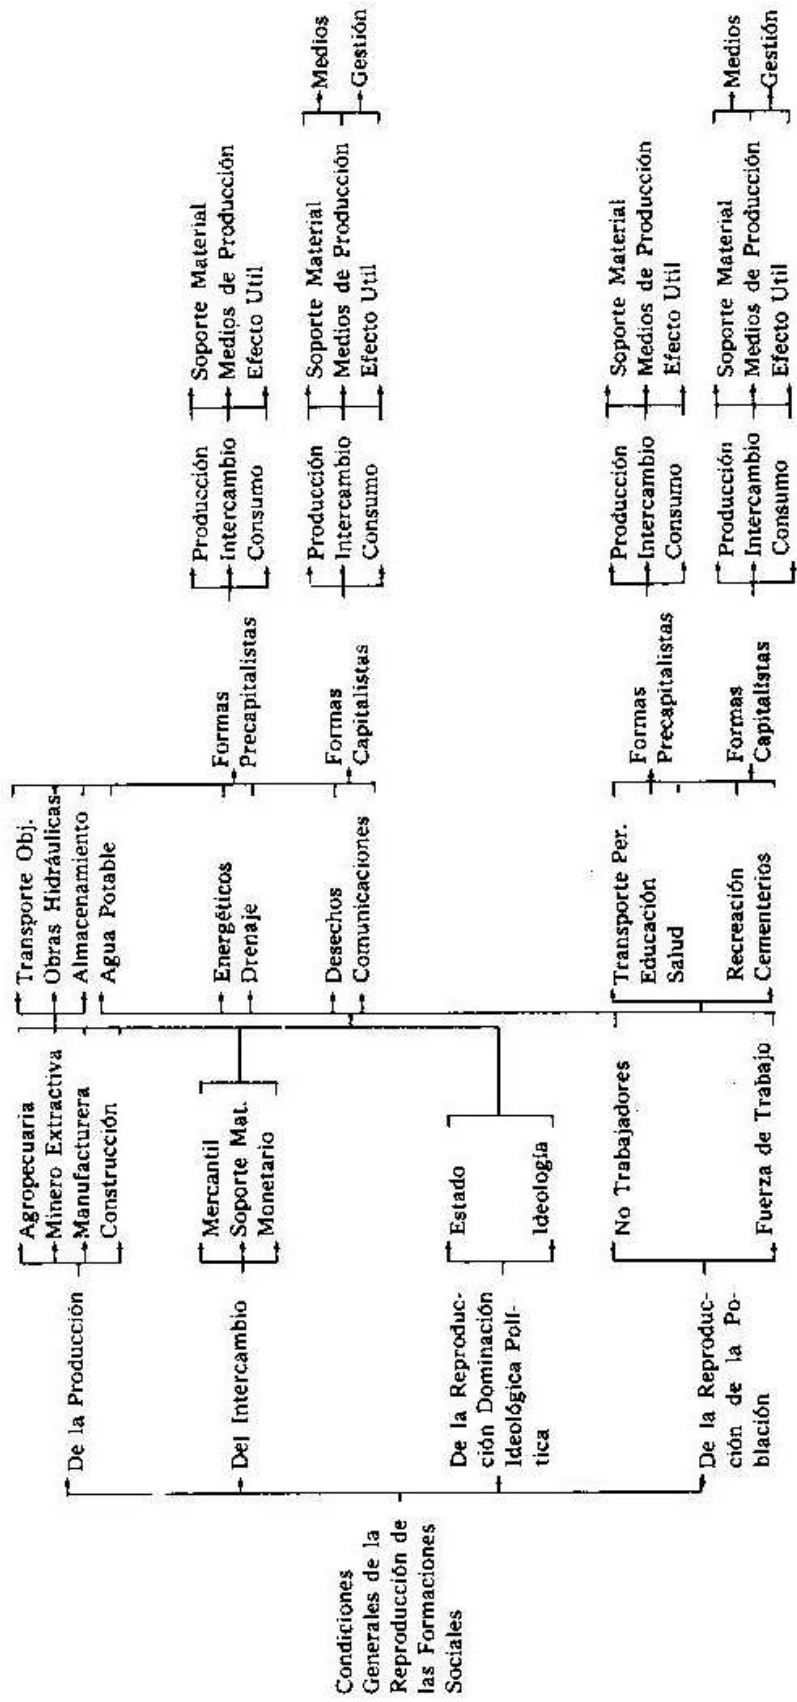 Condiciones
Generales de la
Reproducción de
las Formaciones
Sociales
De la Producción
Del Intercambio
De la Reproduc-
ción Dominación
Ideológica Polí-
tica
De la Reproduc-
ción de la Po-
blación
Agropecuaria
Minero Extractiva
Manufacturera
Construcción
Mercantil
Soporte Mat.
Monetario
Estado
Ideología
No Trabajadores
Fuerza de Trabajo
Transporte Obj.
Obras Hidráulicas
Almacenamiento
Agua Potable
Energéticos
Drenaje
Desechos
Comunicaciones
Transporte Per.
Educación
Salud
Recreación
Cementerios
Formas
Precapitalistas
Formas
Capitalistas
Formas
Precapitalistas
Formas
Capitalistas
Producción
Intercambio
Consumo
Producción
Intercambio
Consumo
Producción
Intercambio
Consumo
Producción
Intercambio
Consumo
Soporte Material
Medios de Producción
Efecto Util
Soporte Material
Medios de Producción
Efecto Util
Soporte Material
Medios de Producción
Efecto Util
Soporte Material
Medios de Producción
Efecto Util
Medios
Gestión
Medios
Gestión